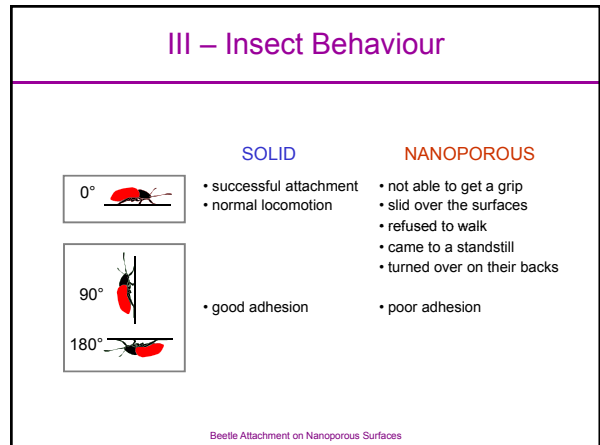 III – Insect Behaviour
SOLID
NANOPOROUS
0°
• successful attachment
• normal locomotion
• not able to get a grip
• slid over the surfaces
• refused to walk
• came to a standstill
• turned over on their backs
90°
• good adhesion
• poor adhesion
180°
Beetle Attachment on Nanoporous Surfaces